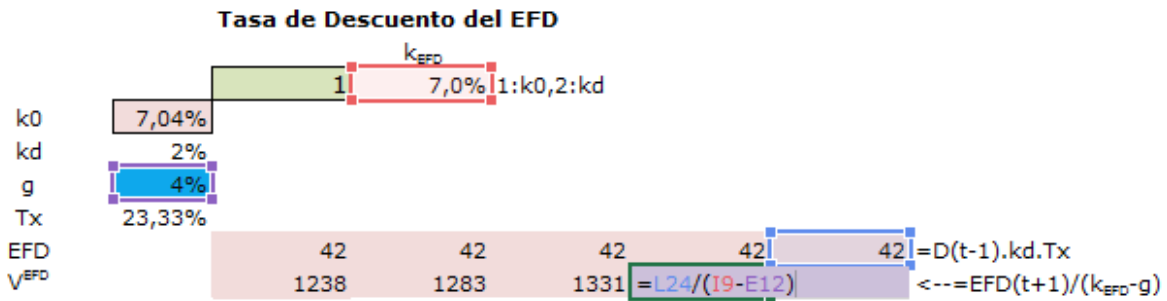 Tasa de Descuento del EFD
kEFD
1 7,0% 1:k0,2:kd
k0 7,04%
kd 2%
g 4%
Tx 23,33%
EFD 42 42 42 42 42 =D(t-1).kd.Tx
VEFD 1238 1283 1331 =L24/(I9-E12) <--=EFD(t+1)/(kEFD-g)